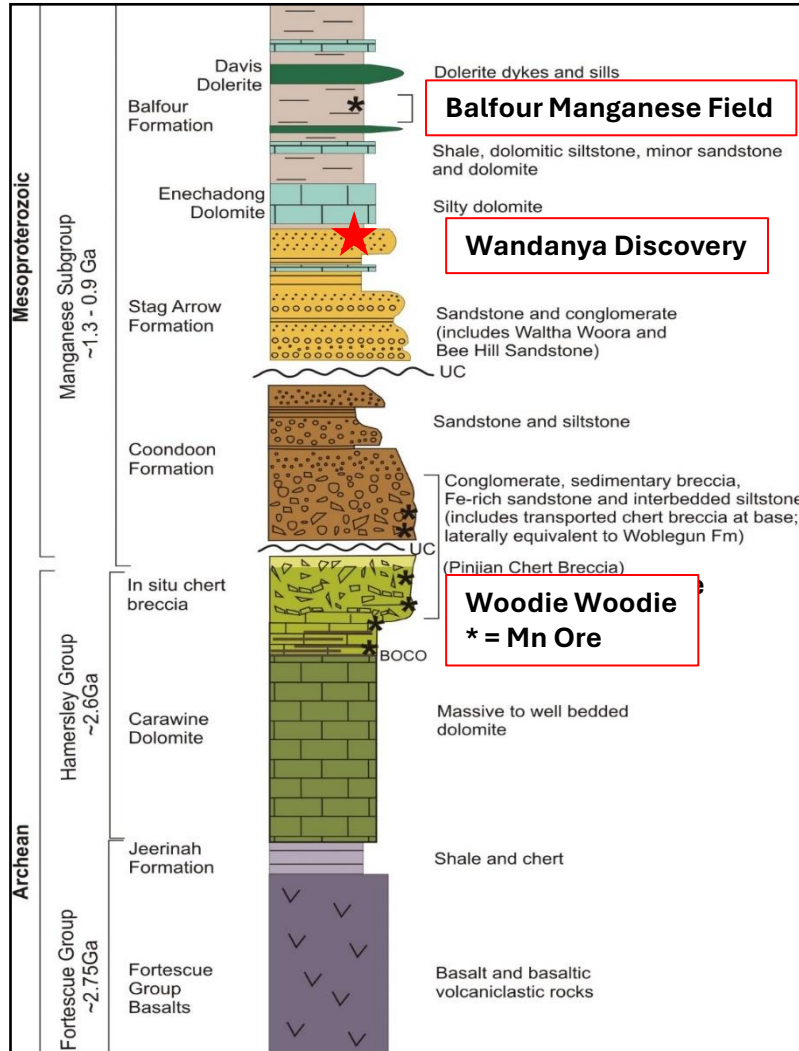 Mesoproterozoic
Manganese Subgroup
~1.3 - 0.9 Ga
Davis
Dolerite
Dolerite dykes and sills
*
Balfour Manganese Field
Balfour
Formation
Shale, dolomitic siltstone, minor sandstone
and dolomite
Enechadong
Dolomite
Silty dolomite
Wandanya Discovery
Stag Arrow
Formation
Sandstone and conglomerate
(includes Waltha Woora and
Bee Hill Sandstone)
UC
Sandstone and siltstone
Coondoon
Formation
Conglomerate, sedimentary breccia,
Fe-rich sandstone and interbedded siltstone
(includes transported chert breccia at base;
laterally equivalent to Woblegun Fm)
*
*
UC
(Pinjian Chert Breccia)
Archean
Hamersley Group
~2.6Ga
In situ chert
breccia
*
*
*
*
Woodie Woodie
* = Mn Ore
BOCO
Carawine
Dolomite
Massive to well bedded
dolomite
Fortescue Group
~2.75Ga
Jeerinah
Formation
Shale and chert
Fortescue
Group
Basalts
Basalt and basaltic
volcaniclastic rocks